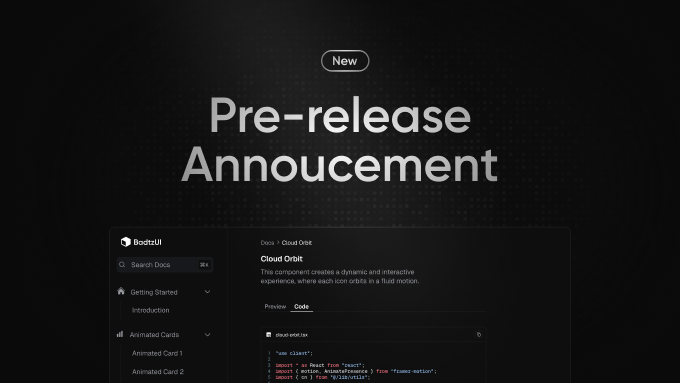 New
Pre-release
Annoucement
BadtzUI
Search Docs ⌘K
Getting Started
Introduction
Animated Cards
Animated Card 1
Animated Card 2
Docs > Cloud Orbit
Cloud Orbit
This component creates a dynamic and interactive
experience, where each icon orbits in a fluid motion.
Preview Code
cloud-orbit.tsx
1 "use client";
2
3 import * as React from "react";
4 import { motion, AnimatePresence } from "framer-motion";
5 import { cn } from "@/lib/utils";